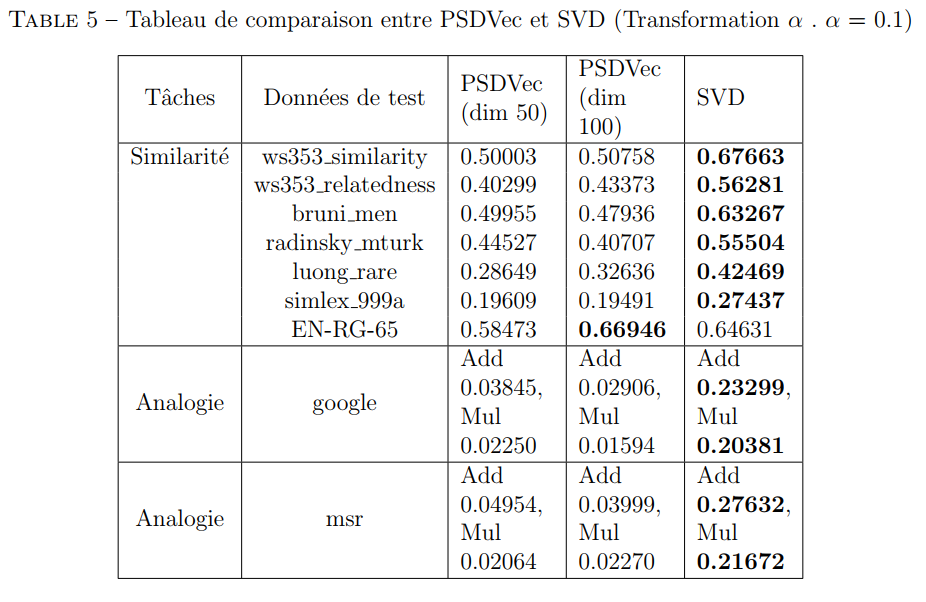 TABLE 5 – Tableau de comparaison entre PSDVec et SVD (Transformation α . α = 0.1)
Tâches Données de test PSDVec (dim 50) PSDVec (dim 100) SVD
Similarité ws353_similarity 0.50003 0.50758 0.67663
ws353_relatedness 0.40299 0.43373 0.56281
bruni_men 0.49955 0.47936 0.63267
radinsky_mturk 0.44527 0.40707 0.55504
luong_rare 0.28649 0.32636 0.42469
simlex_999a 0.19609 0.19491 0.27437
EN-RG-65 0.58473 0.66946 0.64631
Analogie google
Add Add Add
0.03845, 0.02906, 0.23299,
Mul Mul Mul
0.02250 0.01594 0.20381
Analogie msr
Add Add Add
0.04954, 0.03999, 0.27632,
Mul Mul Mul
0.02064 0.02270 0.21672